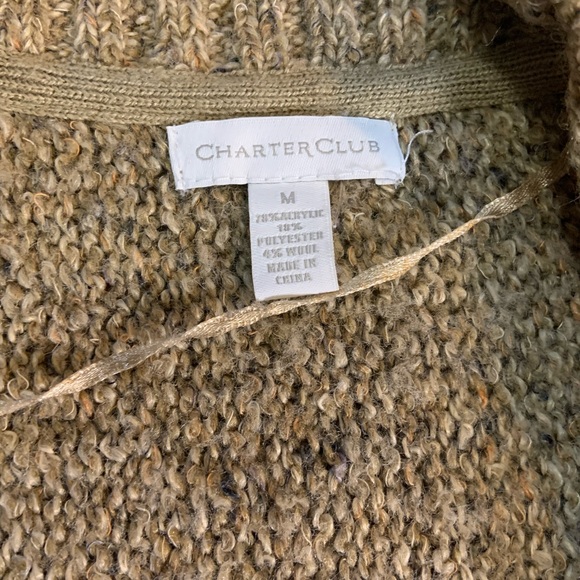 CHARTER CLUB
M
78% ACRYLIC
18%
POLYESTER
4% WOOL
MADE IN
CHINA